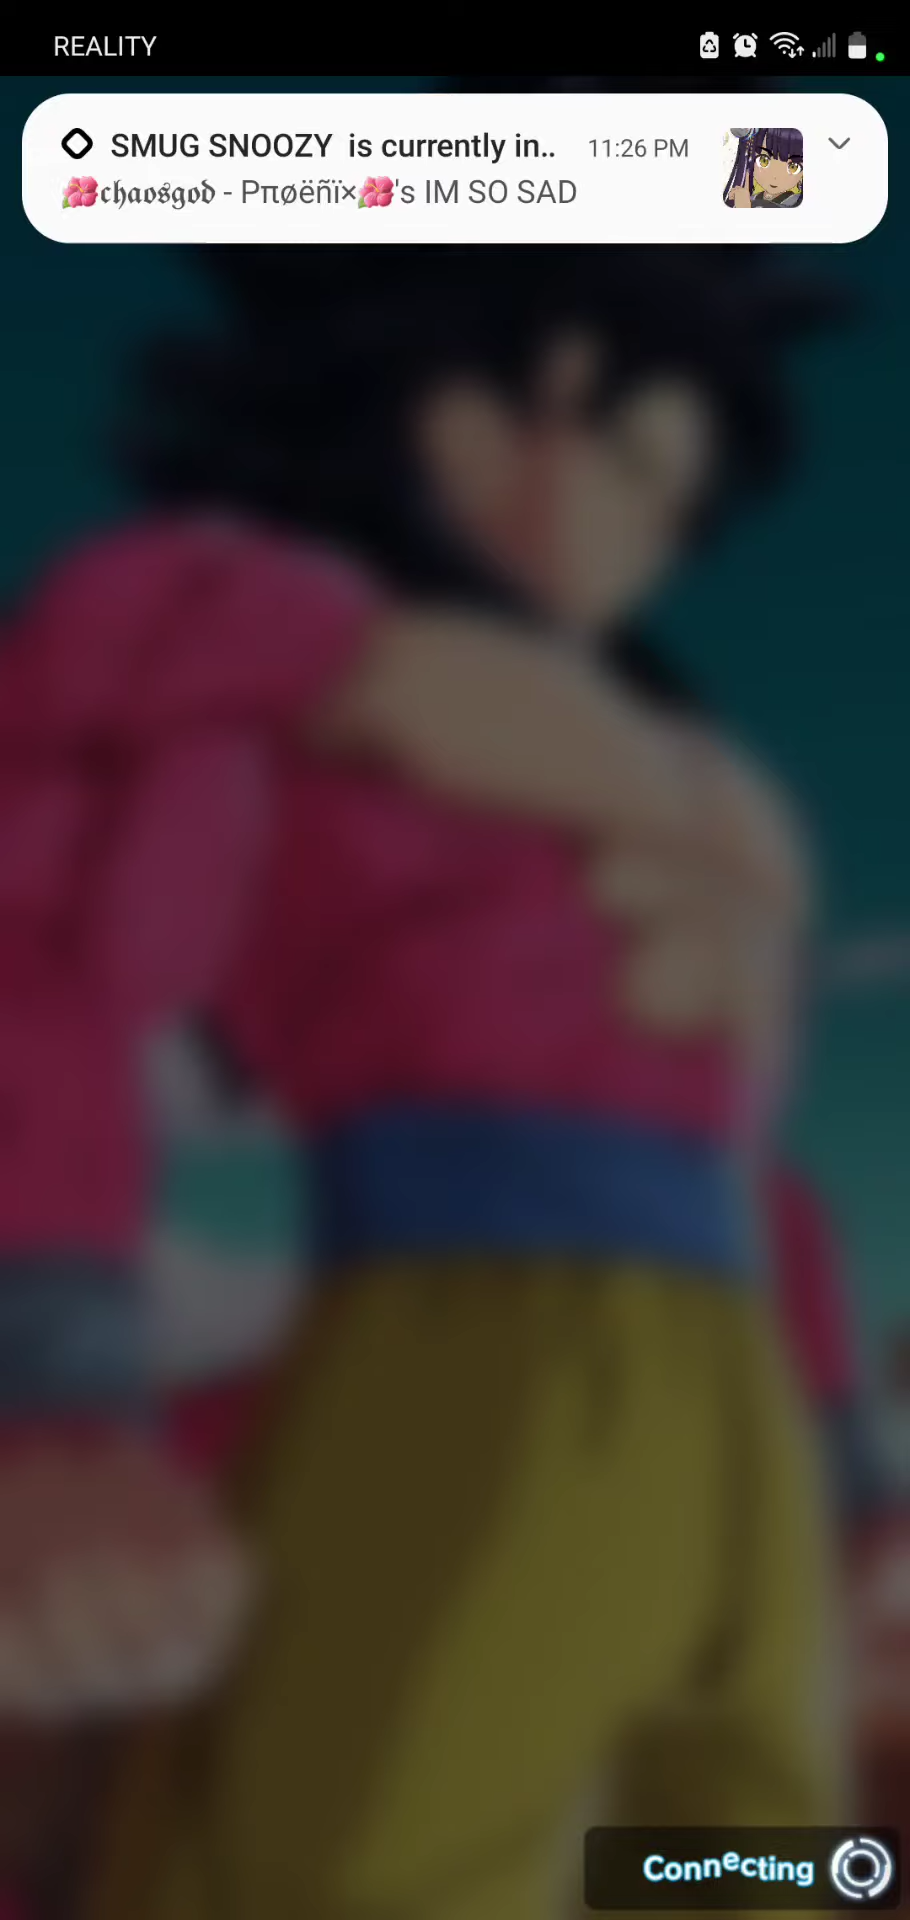 REALITY
SMUG SNOOZY is currently in..
11:26 PM
🌺𝖈𝖍𝖆𝖔𝖘𝖌𝖔𝖉 - Pπøëñï×🌺's IM SO SAD
Connecting